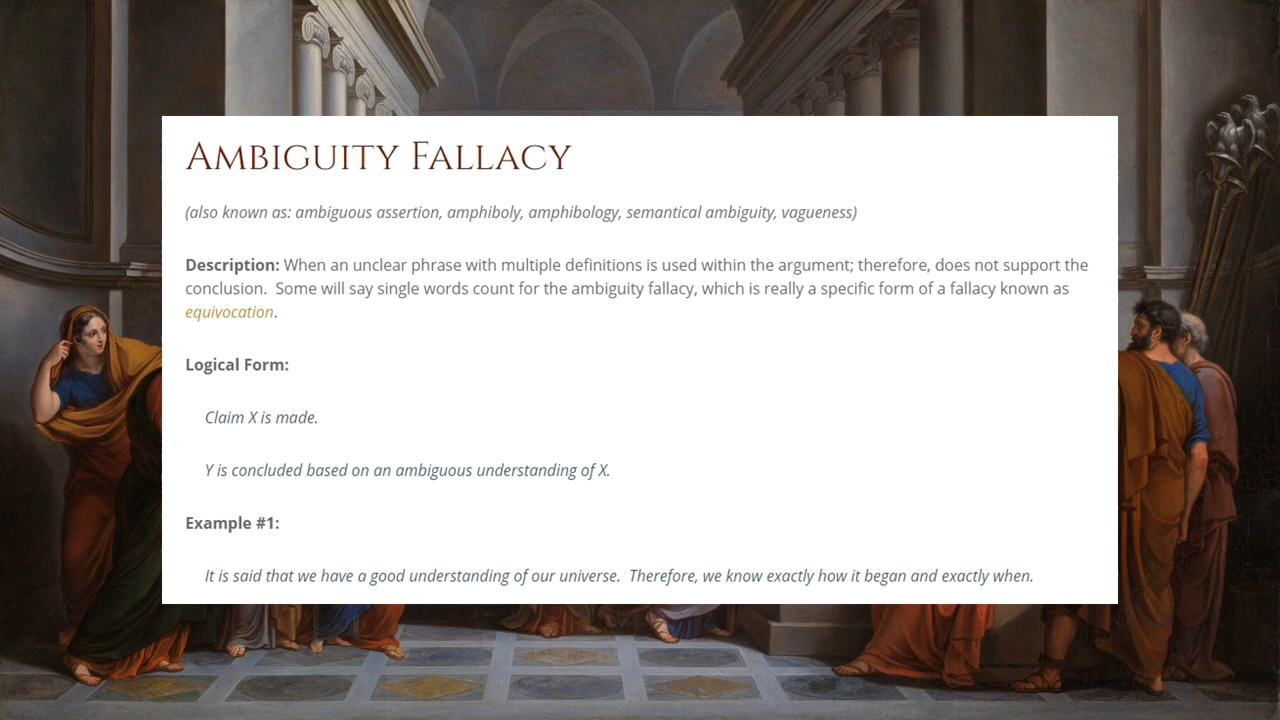 Ambiguity Fallacy
(also known as: ambiguous assertion, amphiboly, amphibology, semantical ambiguity, vagueness)
Description: When an unclear phrase with multiple definitions is used within the argument; therefore, does not support the
conclusion.  Some will say single words count for the ambiguity fallacy, which is really a specific form of a fallacy known as
equivocation.
Logical Form:
Claim X is made.
Y is concluded based on an ambiguous understanding of X.
Example #1:
It is said that we have a good understanding of our universe.  Therefore, we know exactly how it began and exactly when.